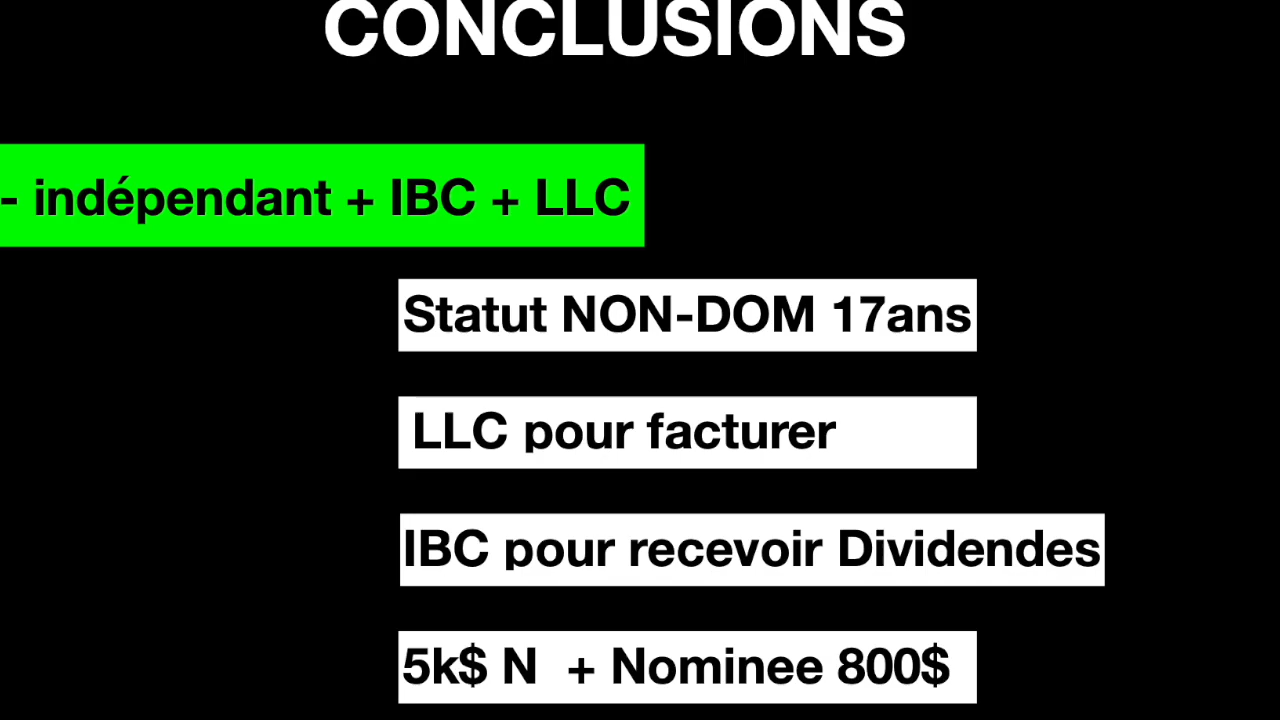 CONCLUSIONS
- indépendant + IBC + LLC
Statut NON-DOM 17ans
LLC pour facturer
IBC pour recevoir Dividendes
5k$ N + Nominee 800$